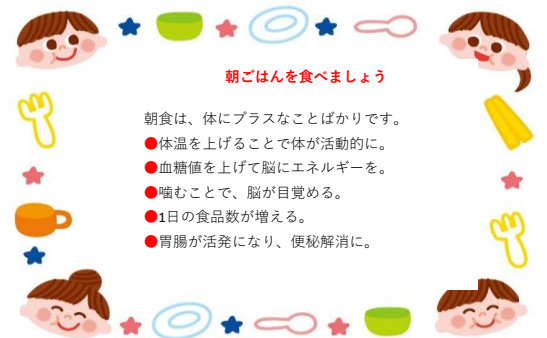 朝ごはんを食べましょう
朝食は、体にプラスなことばかりです。
●体温を上げることで体が活動的に。
●血糖値を上げて脳にエネルギーを。
●噛むことで、脳が目覚める。
●1日の食品数が増える。
●胃腸が活発になり、便秘解消に。